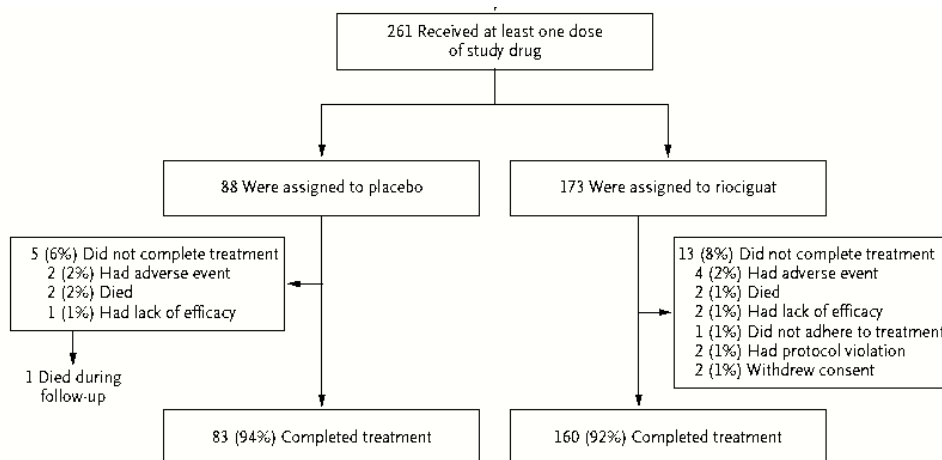 261 Received at least one dose
of study drug
88 Were assigned to placebo
173 Were assigned to riociguat
5 (6%) Did not complete treatment
2 (2%) Had adverse event
2 (2%) Died
1 (1%) Had lack of efficacy
13 (8%) Did not complete treatment
4 (2%) Had adverse event
2 (1%) Died
2 (1%) Had lack of efficacy
1 (1%) Did not adhere to treatment
2 (1%) Had protocol violation
2 (1%) Withdrew consent
1 Died during
follow-up
83 (94%) Completed treatment
160 (92%) Completed treatment